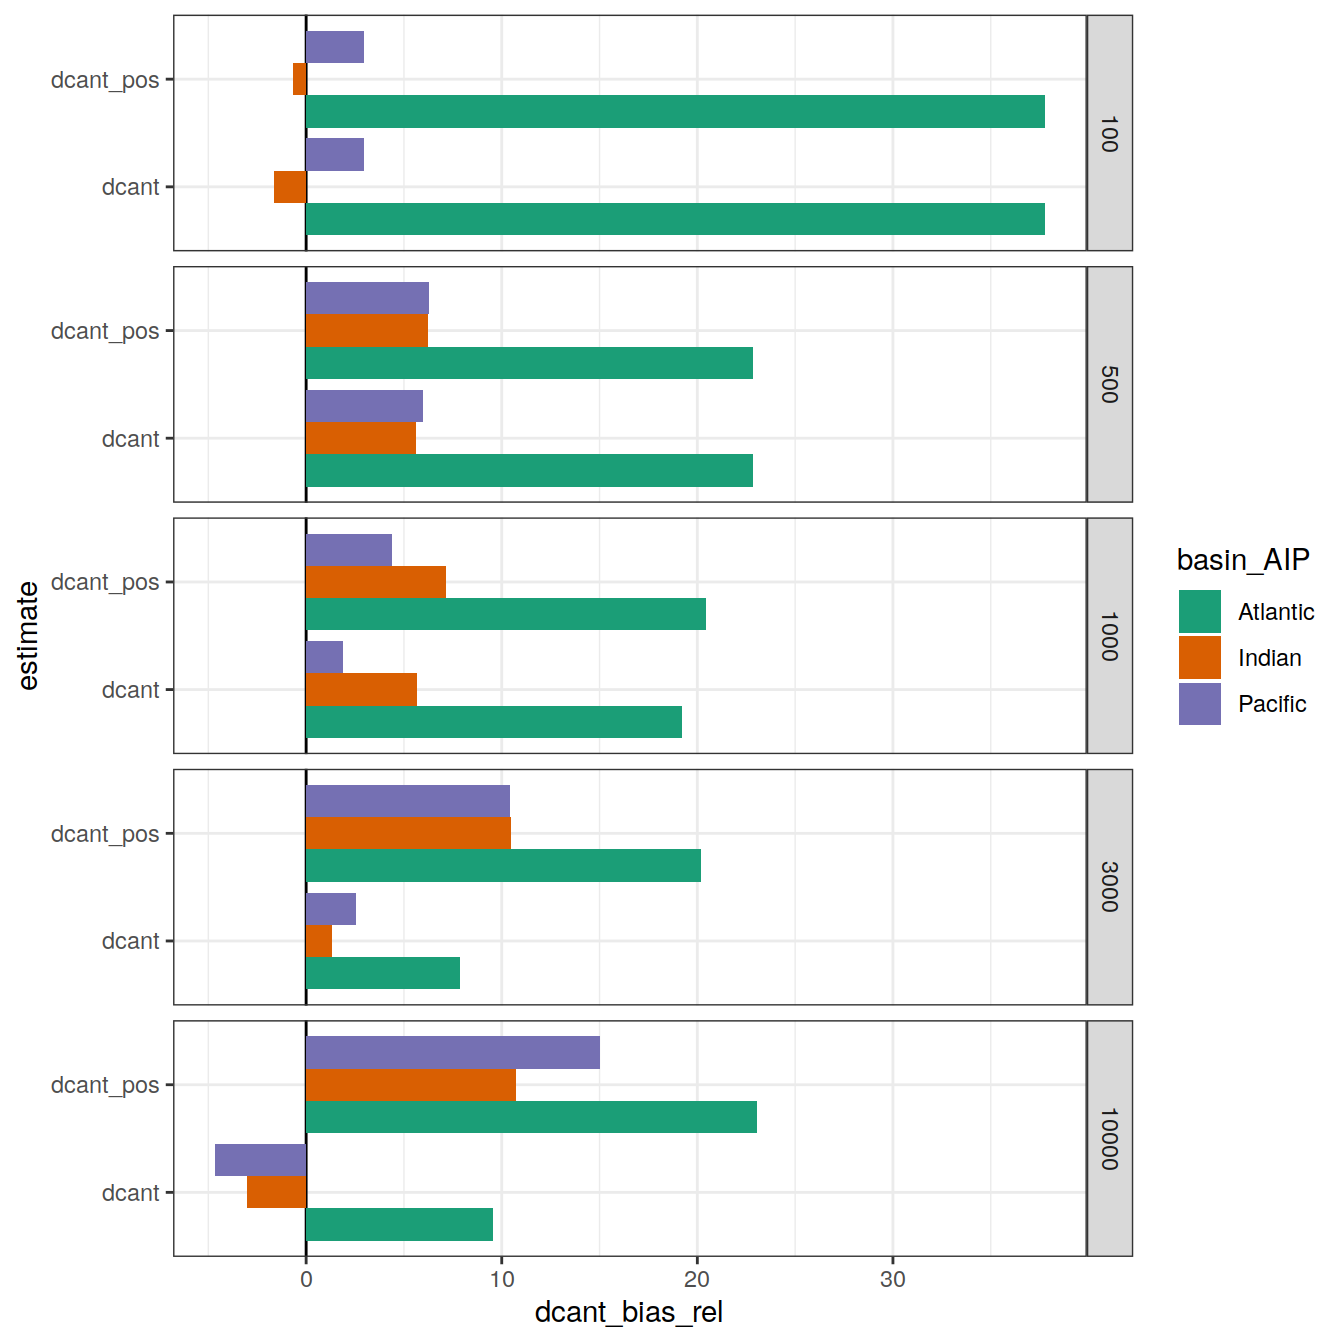 dcant_pos
dcant
100
dcant_pos
dcant
500
dcant_pos
dcant
1000
dcant_pos
dcant
3000
dcant_pos
dcant
10000
0 10 20 30
dcant_bias_rel
estimate
basin_AIP
Atlantic
Indian
Pacific